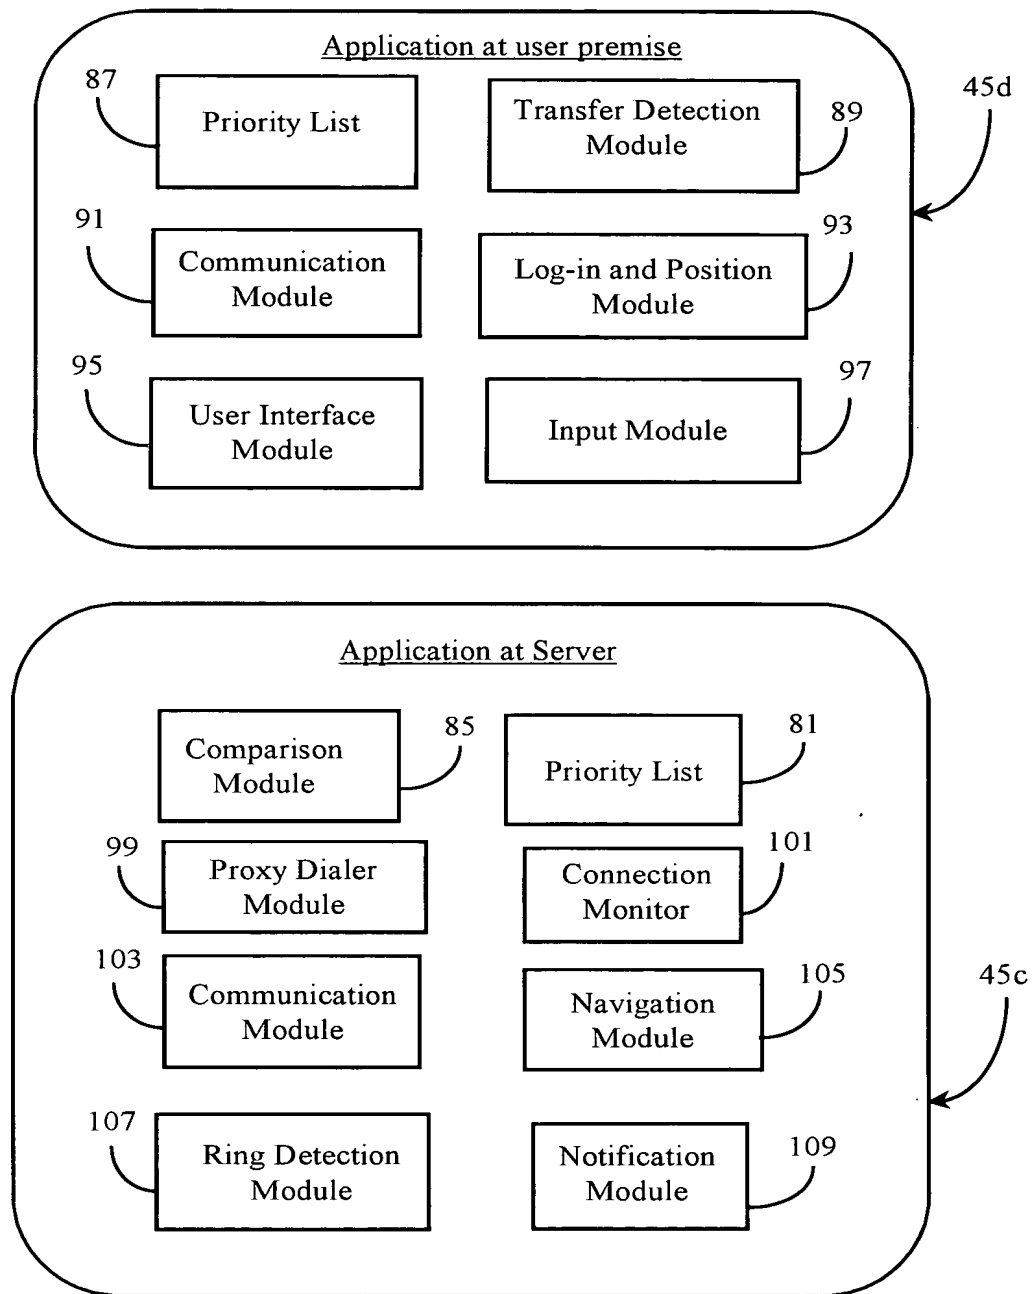 Application at user premise
87
Priority List
Transfer Detection
Module
89
45d
91
Communication
Module
Log-in and Position
Module
93
95
User Interface
Module
Input Module
97
Application at Server
Comparison
Module
85
Priority List
81
99
Proxy Dialer
Module
Connection
Monitor
101
103
Communication
Module
Navigation
Module
105
45c
107
Ring Detection
Module
Notification
Module
109